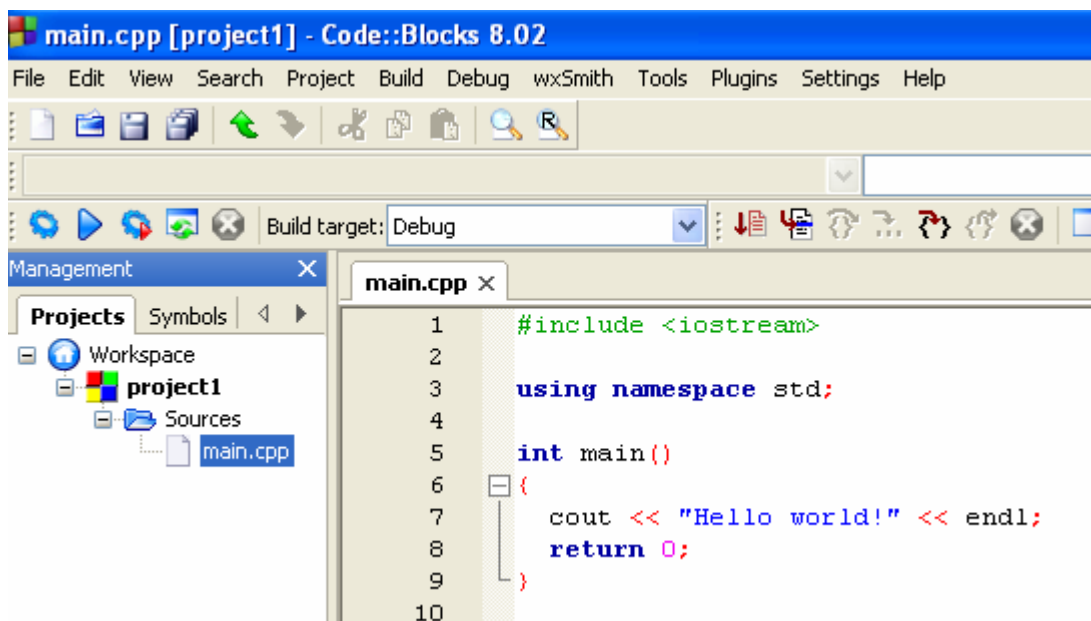 main.cpp [project1] - Code::Blocks 8.02
File Edit View Search Project Build Debug wxSmith Tools Plugins Settings Help
Build target: Debug
Management
Projects Symbols
Workspace
project1
Sources
main.cpp
main.cpp
1 #include <iostream>
2
3 using namespace std;
4
5 int main()
6 {
7 cout << "Hello world!" << endl;
8 return 0;
9 }
10